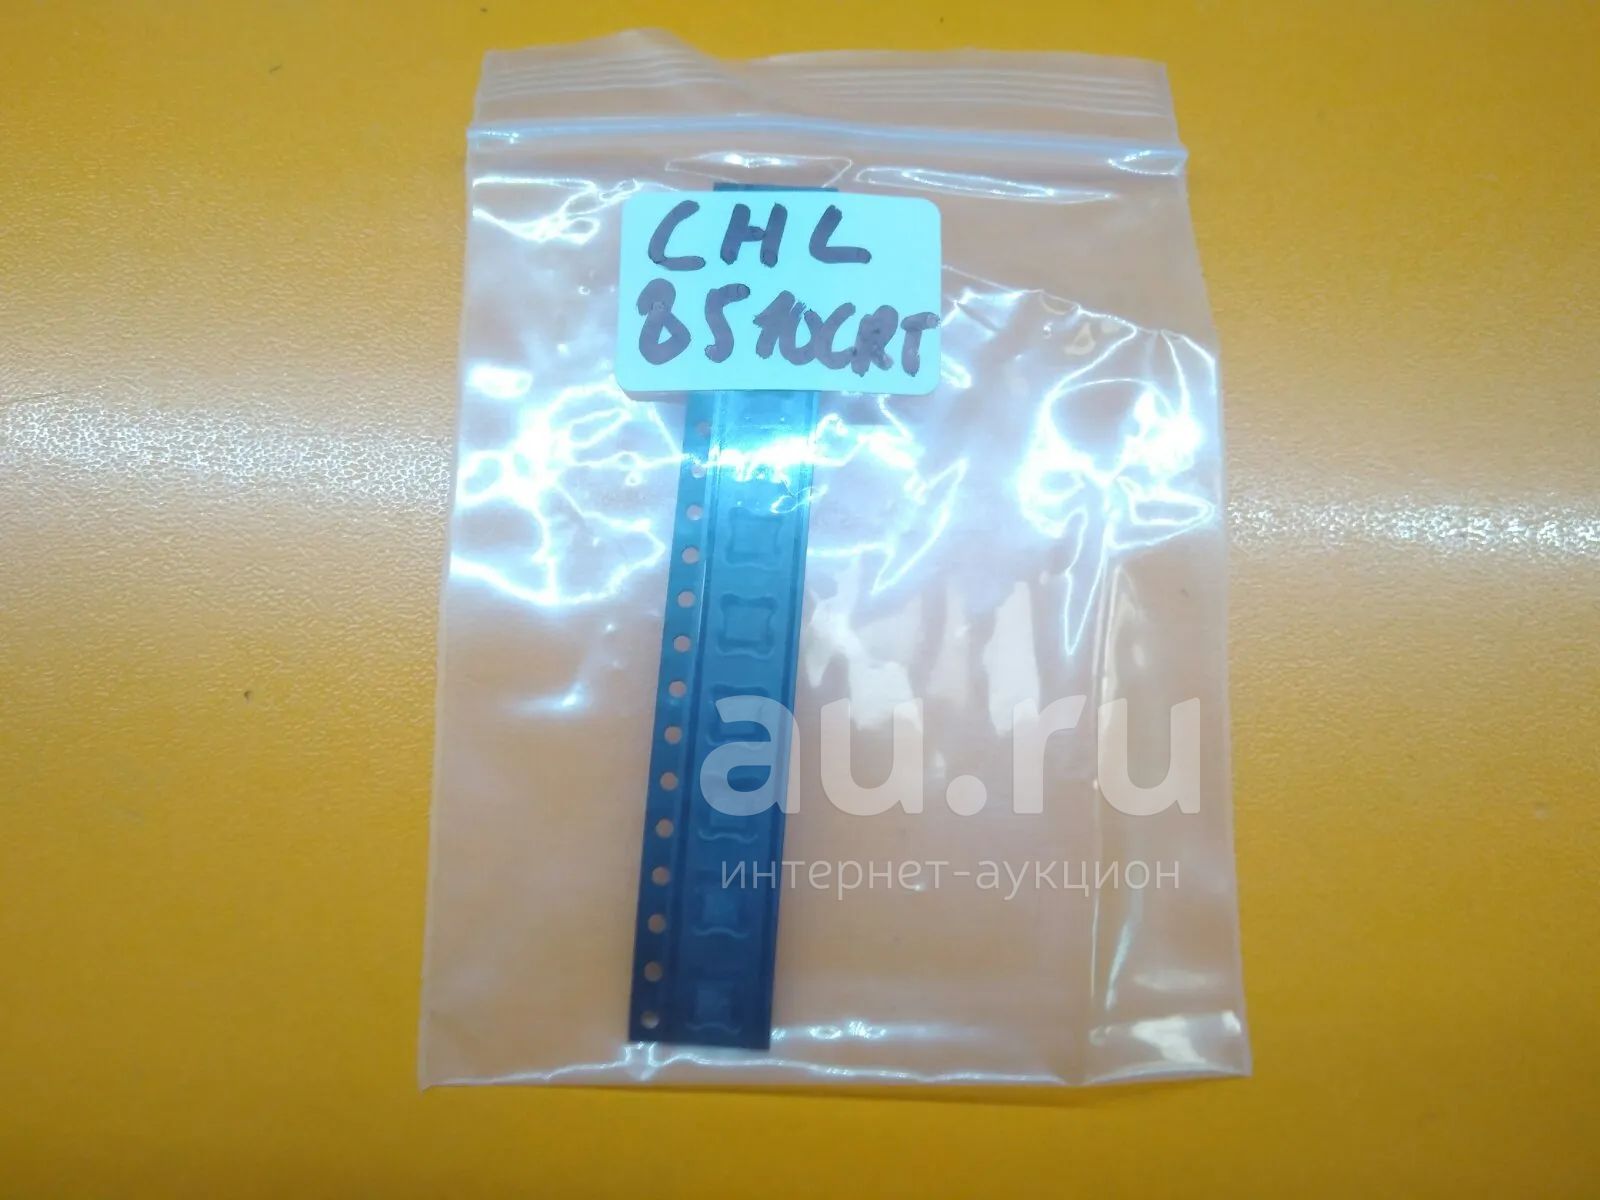 CHL
8510CRT
au.ru
интернет-аукцион